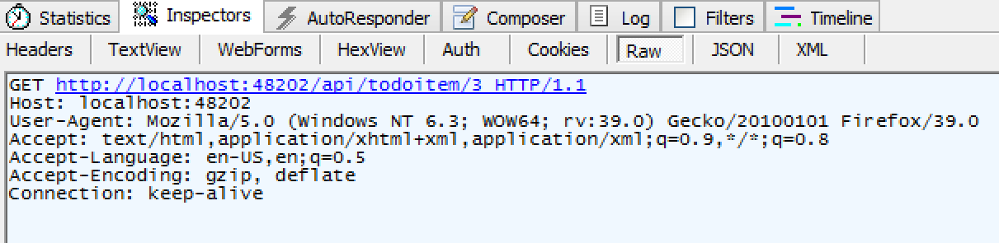 Statistics Inspectors AutoResponder Composer Log Filters Timeline
Headers TextView WebForms HexView Auth Cookies Raw JSON XML
GET http://localhost:48202/api/todoitem/3 HTTP/1.1
Host: localhost:48202
User-Agent: Mozilla/5.0 (Windows NT 6.3; WOW64; rv:39.0) Gecko/20100101 Firefox/39.0
Accept: text/html,application/xhtml+xml,application/xml;q=0.9,*/*;q=0.8
Accept-Language: en-US,en;q=0.5
Accept-Encoding: gzip, deflate
Connection: keep-alive